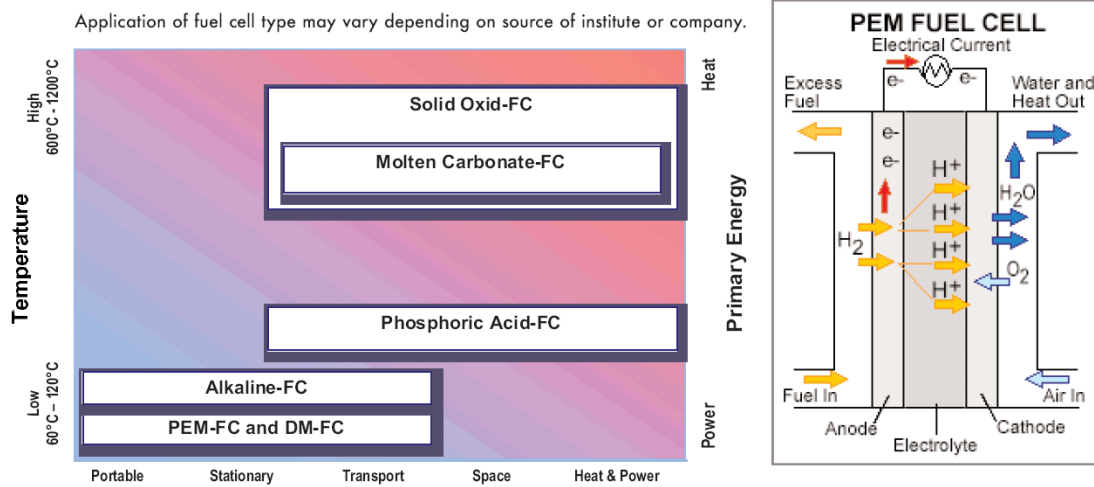 Application of fuel cell type may vary depending on source of institute or company.
High
600°C - 1200°C
Temperature
Low
60°C – 120°C
Solid Oxid-FC
Molten Carbonate-FC
Phosphoric Acid-FC
Alkaline-FC
PEM-FC and DM-FC
Heat
Primary Energy
Power
Portable
Stationary
Transport
Space
Heat & Power
PEM FUEL CELL
Electrical Current
e-
e-
Excess
Fuel
Water and
Heat Out
e-
e-
H+
H+
H+
H+
H2
H2O
O2
Fuel In
Air In
Anode
Cathode
Electrolyte